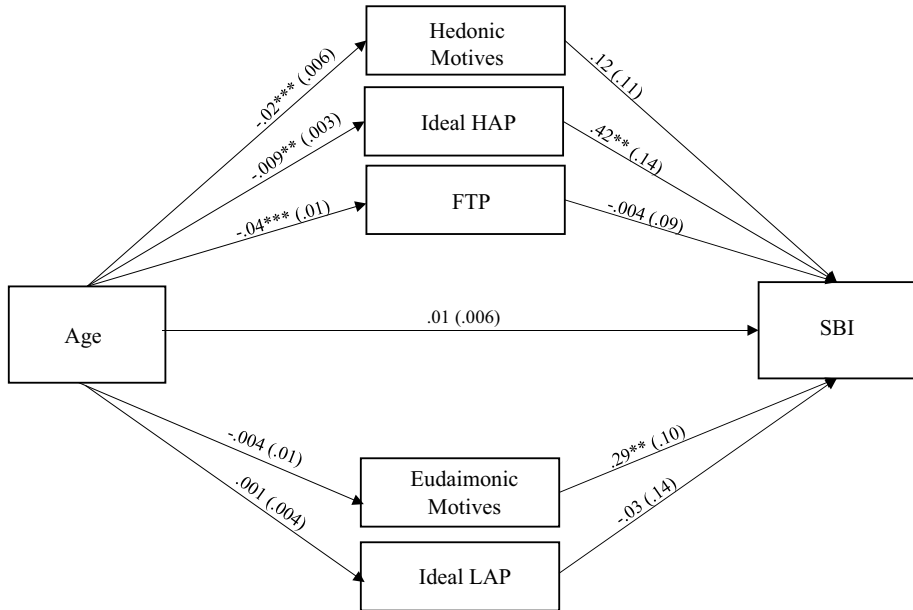 Hedonic
Motives
-.02*** (.006)
.12 (.11)
Ideal HAP
-.009** (.003)
.42** (.14)
FTP
-.04*** (.01)
-.004 (.09)
Age
.01 (.006)
SBI
-.004 (.01)
Eudaimonic
Motives
.29** (.10)
.001 (.004)
Ideal LAP
-.03 (.14)